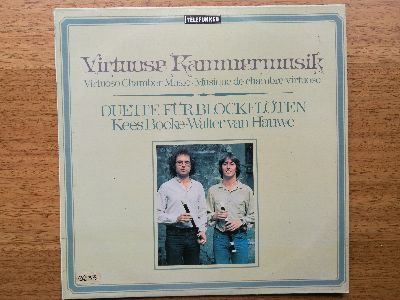 TELEFUNKEN
Virtuose Kammermusik
Virtuoso Chamber Music · Musique de chambre virtuose
DUETTE FÜR BLOCKFLÖTEN
Kees Boeke·Walter van Hauwe